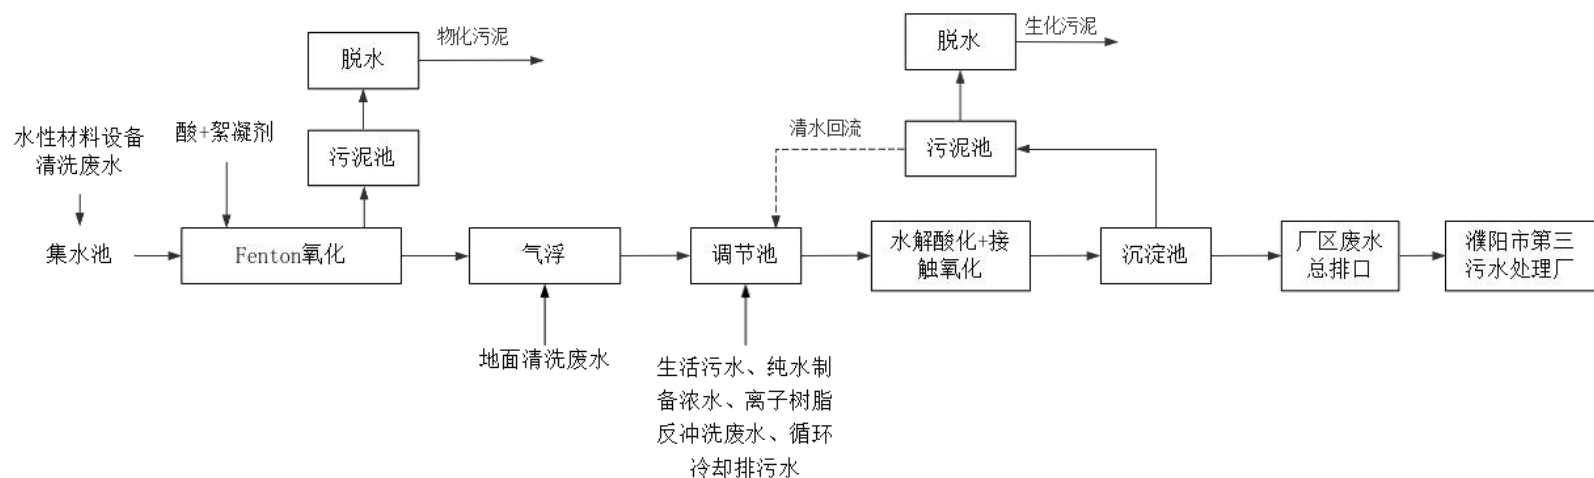 脱水
物化污泥
脱水
生化污泥
水性材料设备
清洗废水
酸+絮凝剂
污泥池
清水回流
污泥池
集水池
Fenton氧化
气浮
调节池
水解酸化+接
触氧化
沉淀池
厂区废水
总排口
濮阳市第三
污水处理厂
地面清洗废水
生活污水、纯水制
备浓水、离子树脂
反冲洗废水、循环
冷却排污水